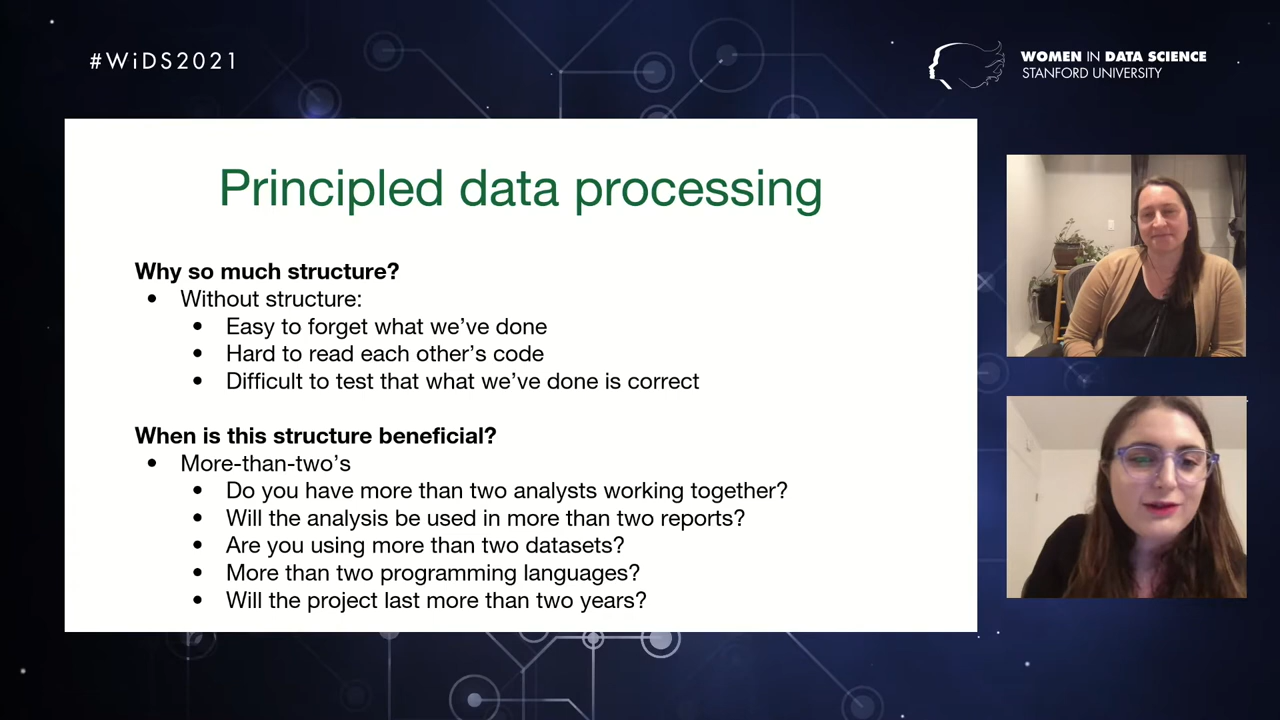 #WiDS2021
WOMEN IN DATA SCIENCE
STANFORD UNIVERSITY
Principled data processing
Why so much structure?
• Without structure:
• Easy to forget what we've done
• Hard to read each other's code
• Difficult to test that what we've done is correct
When is this structure beneficial?
• More-than-two's
• Do you have more than two analysts working together?
• Will the analysis be used in more than two reports?
• Are you using more than two datasets?
• More than two programming languages?
• Will the project last more than two years?